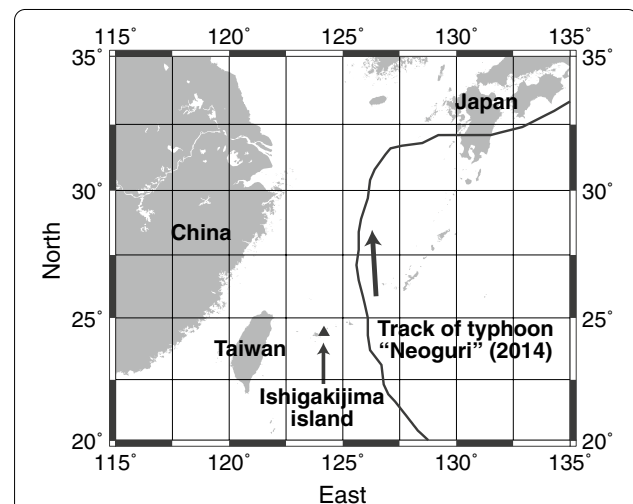 115° 120° 125° 130° 135°
35° 35°
Japan
30° 30°
China
North
25° 25°
Track of typhoon
“Neoguri” (2014)
Taiwan
Ishigakijima
island
20° 20°
115° 120° 125° 130° 135°
East